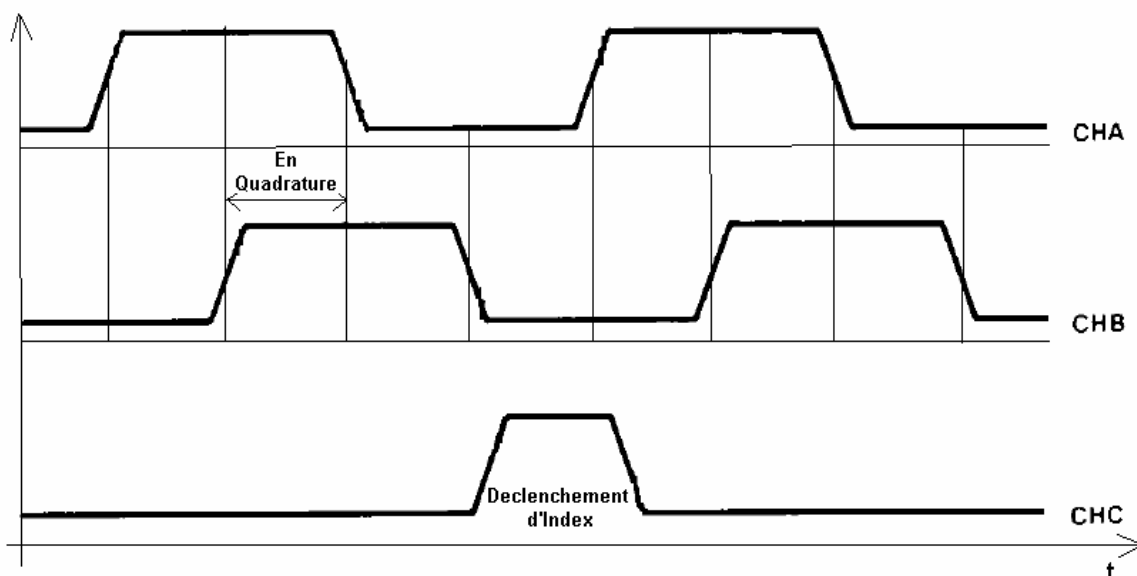 CHA
En
Quadrature
CHB
Declenchement
d'Index
CHC
t